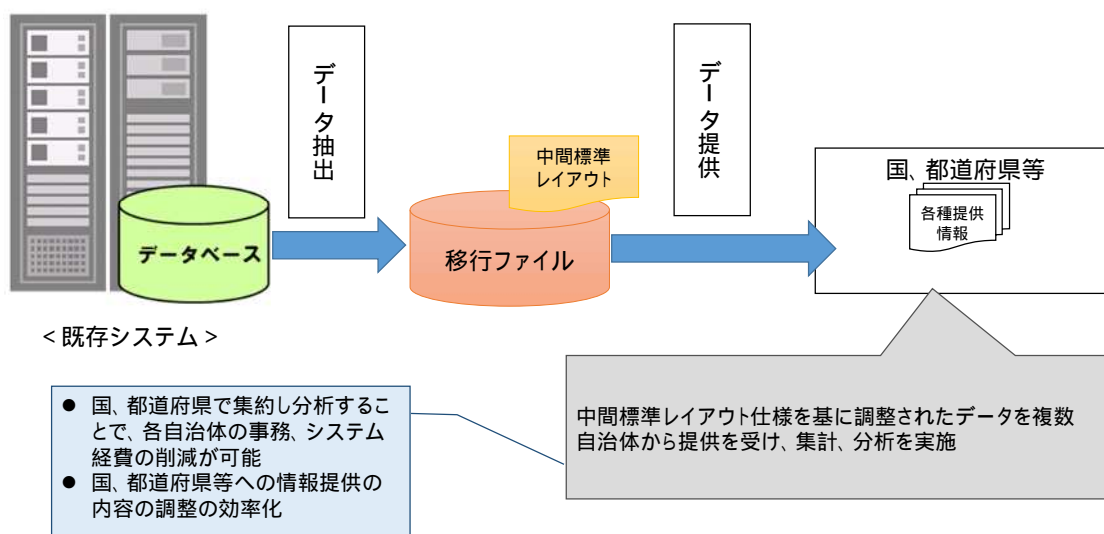 データ抽出
データ提供
中間標準
レイアウト
国、都道府県等
各種提供
情報
データベース
移行ファイル
<既存システム>
● 国、都道府県で集約し分析するこ
とで、各自治体の事務、システム
経費の削減が可能
● 国、都道府県等への情報提供の
内容の調整の効率化
中間標準レイアウト仕様を基に調整されたデータを複数
自治体から提供を受け、集計、分析を実施